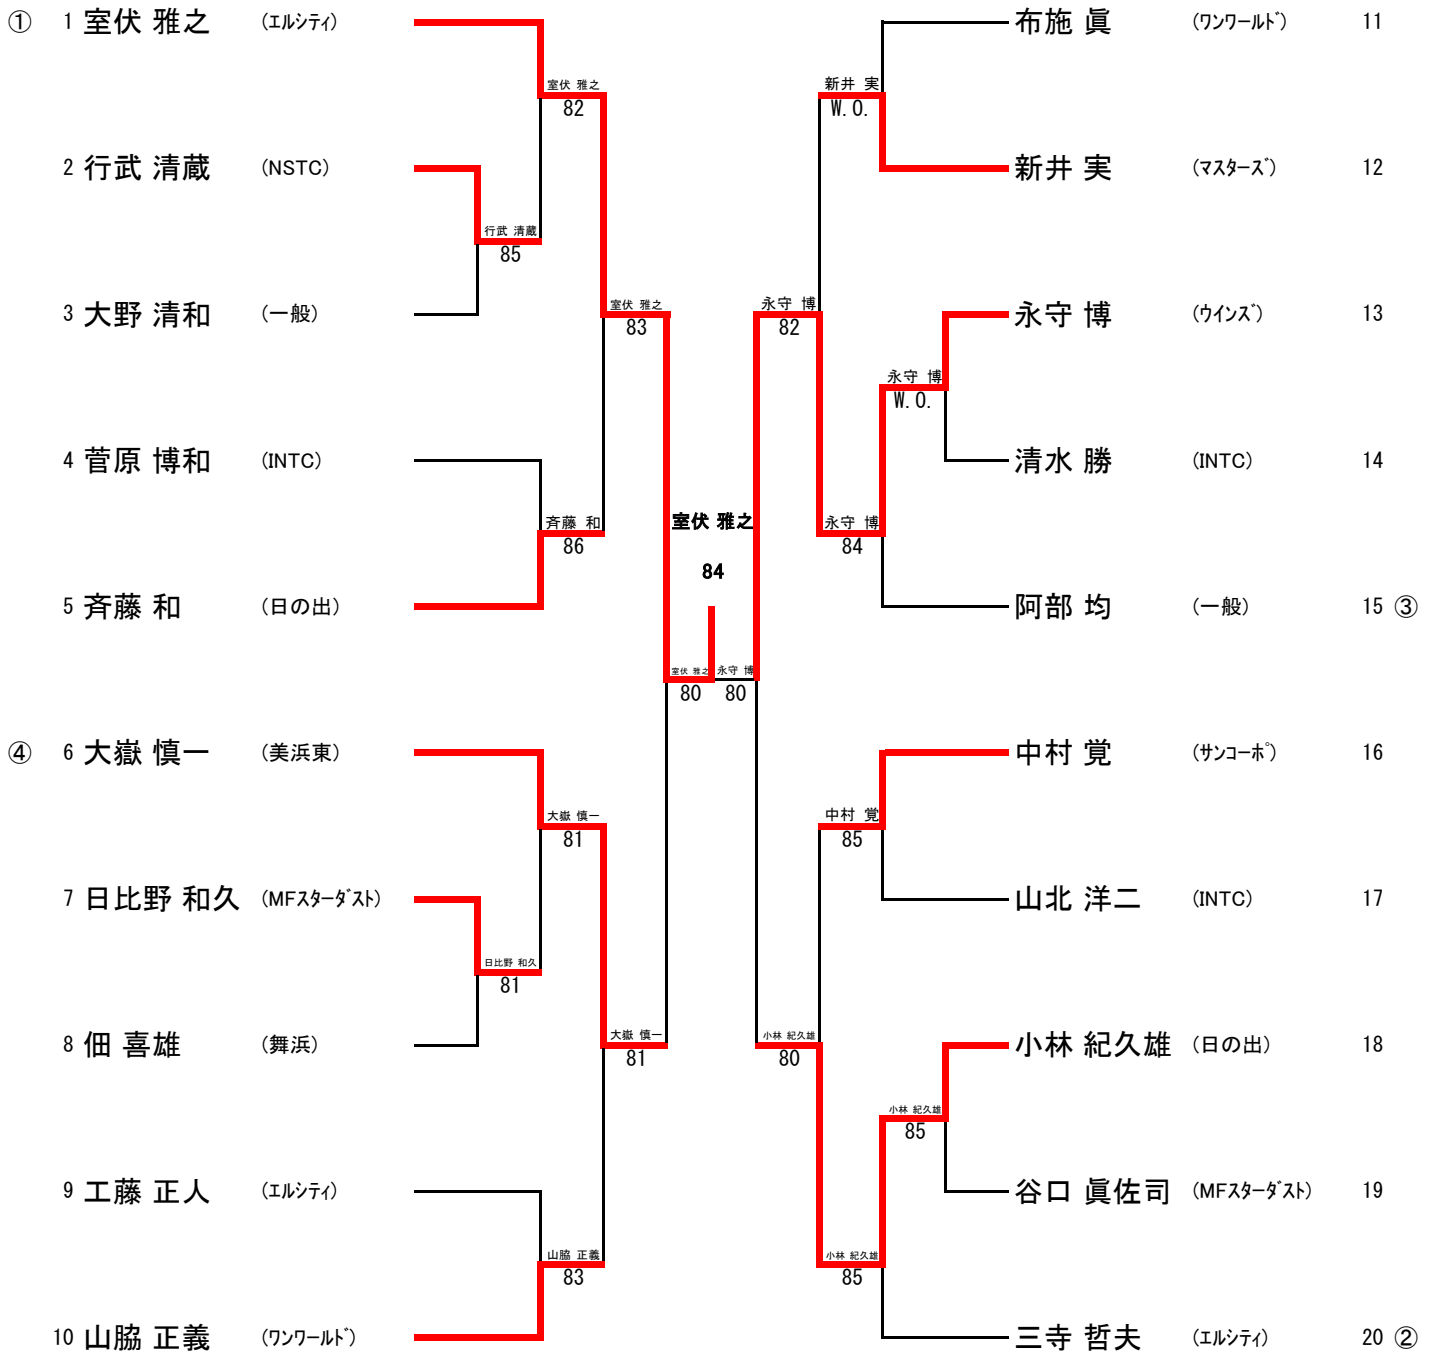 ① 1 室伏 雅之 (エルシティ)
室伏 雅之
82
2 行武 清蔵 (NSTC)
行武 清蔵
85
3 大野 清和 (一般)
室伏 雅之
83
4 菅原 博和 (INTC)
斉藤 和
86
5 斉藤 和 (日の出)
室伏 雅之
84
室伏 雅之
80
永守 博
80
④ 6 大嶽 慎一 (美浜東)
大嶽 慎一
81
7 日比野 和久 (MFスターダスト)
日比野 和久
81
8 佃 喜雄 (舞浜)
大嶽 慎一
81
9 工藤 正人 (エルシティ)
山脇 正義
83
10 山脇 正義 (ワンワールド)
布施 眞 (ワンワールド) 11
新井 実
W.O.
新井 実 (マスターズ) 12
永守 博
82
永守 博 (ウインズ) 13
永守 博
W.O.
清水 勝 (INTC) 14
永守 博
84
阿部 均 (一般) 15 ③
中村 覚 (サンコーポ) 16
中村 覚
85
山北 洋二 (INTC) 17
小林 紀久雄
80
小林 紀久雄 (日の出) 18
小林 紀久雄
85
谷口 眞佐司 (MFスターダスト) 19
小林 紀久雄
85
三寺 哲夫 (エルシティ) 20 ②